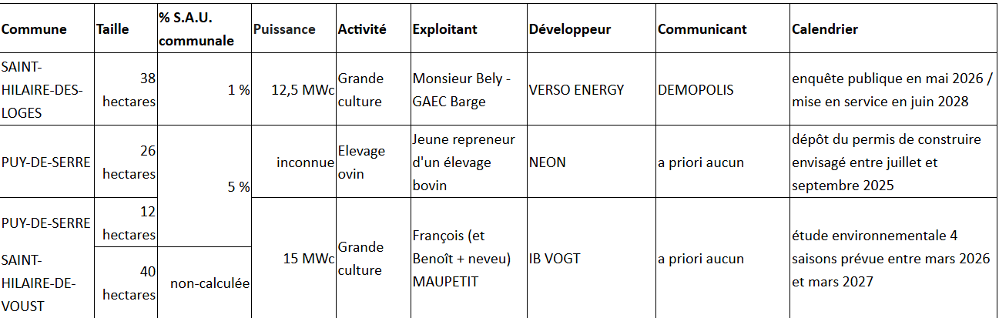 Commune Taille % S.A.U. communale Puissance Activité Exploitant Développeur Communicant Calendrier
SAINT-
HILAIRE-DES-
LOGES
38
hectares
1 %
12,5 MWc
Grande
culture
Monsieur Bely -
GAEC Barge
VERSO ENERGY
DEMOPOLIS
enquête publique en mai 2026 /
mise en service en juin 2028
PUY-DE-SERRE
26
hectares
5 %
inconnue
Elevage
ovin
Jeune repreneur
d'un élevage
bovin
NEON
a priori aucun
dépôt du permis de construire
envisagé entre juillet et
septembre 2025
PUY-DE-SERRE
12
hectares
15 MWc
Grande
culture
François (et
Benoît + neveu)
MAUPETIT
IB VOGT
a priori aucun
étude environnementale 4
saisons prévue entre mars 2026
et mars 2027
SAINT-
HILAIRE-DE-
VOUST
40
hectares
non-calculée